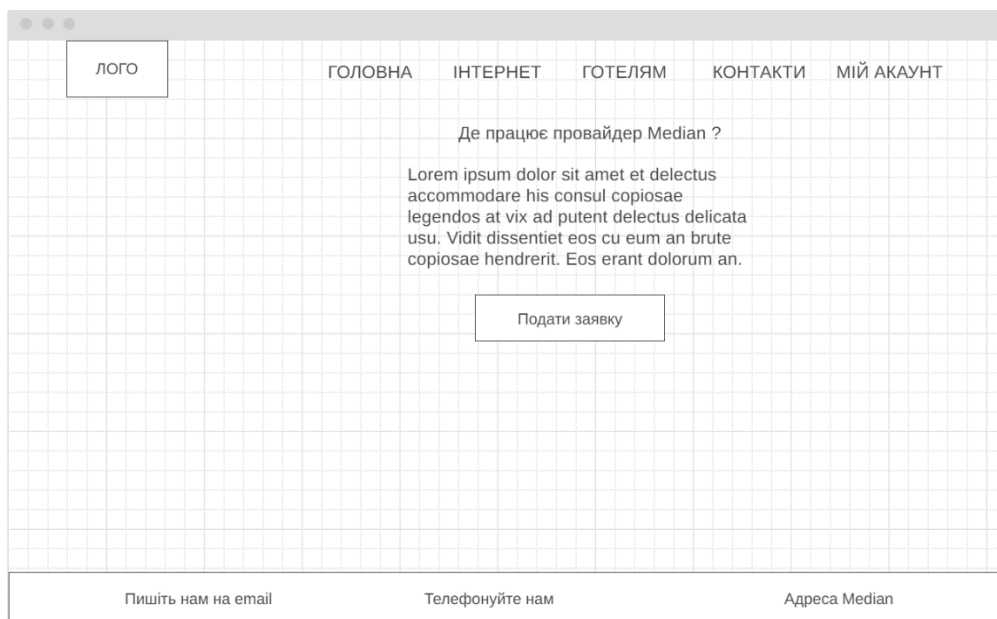 ЛОГО
ГОЛОВНА ІНТЕРНЕТ ГОТЕЛЯМ КОНТАКТИ МІЙ АКАУНТ
Де працює провайдер Median ?
Lorem ipsum dolor sit amet et delectus
accommodare his consul copiosae
legendos at vix ad putent delectus delicata
usu. Vidit dissentiet eos cu eum an brute
copiosae hendrerit. Eos erant dolorum an.
Подати заявку
Пишіть нам на email Телефонуйте нам Адреса Median